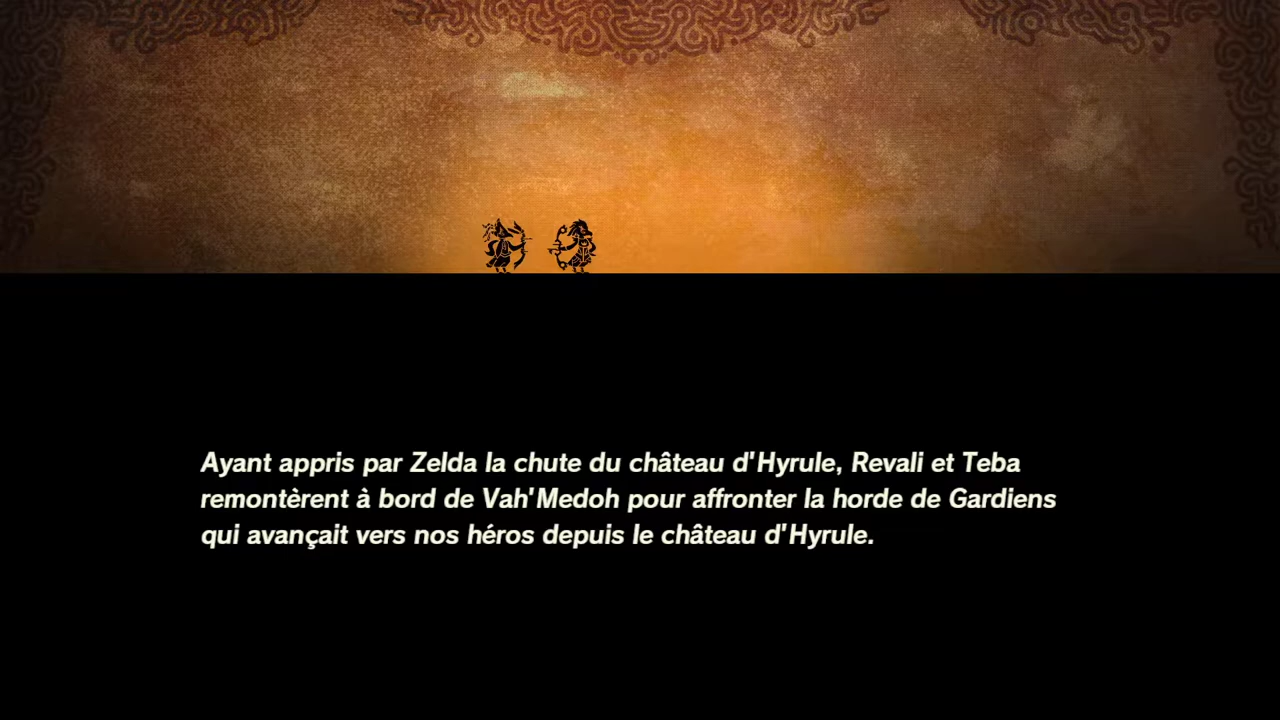 Ayant appris par Zelda la chute du château d'Hyrule, Revali et Teba
remontèrent à bord de Vah'Medoh pour affronter la horde de Gardiens
qui avançait vers nos héros depuis le château d'Hyrule.